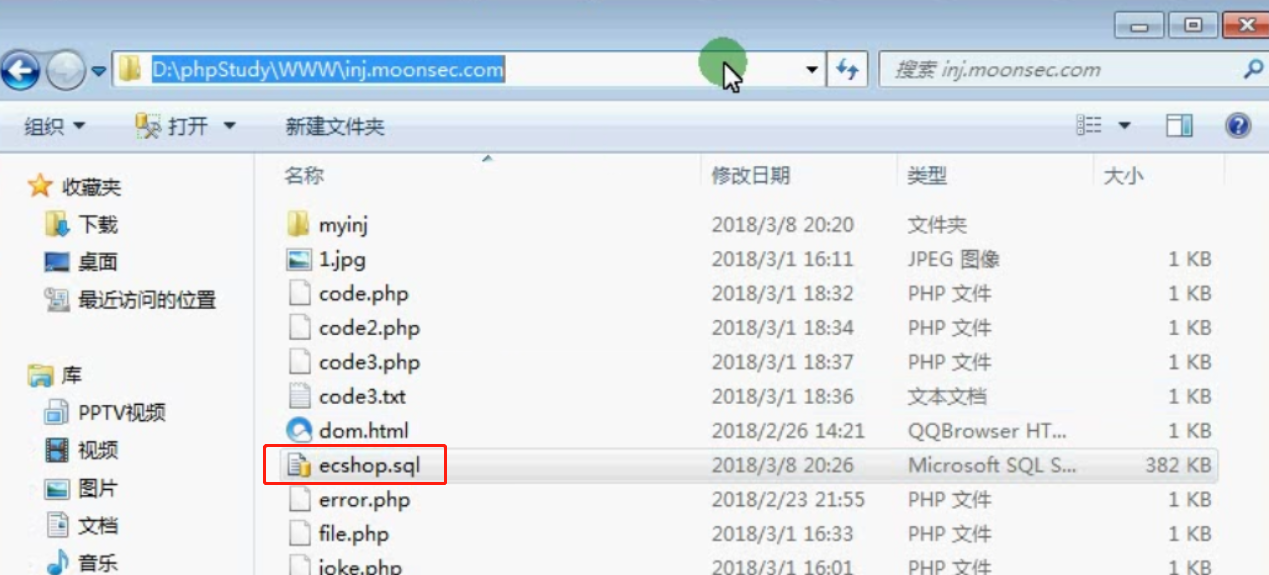 D:\phpStudy\WWW\inj.moonsec.com
搜索 inj.moonsec.com
组织 打开 新建文件夹
收藏夹
下载
桌面
最近访问的位置
库
PPTV视频
视频
图片
文档
音乐
名称 修改日期 类型 大小
myinj 2018/3/8 20:20 文件夹
1.jpg 2018/3/1 16:11 JPEG 图像 1 KB
code.php 2018/3/1 18:32 PHP 文件 1 KB
code2.php 2018/3/1 18:34 PHP 文件 1 KB
code3.php 2018/3/1 18:37 PHP 文件 1 KB
code3.txt 2018/3/1 18:36 文本文档 1 KB
dom.html 2018/2/26 14:21 QQBrowser HT... 1 KB
ecshop.sql 2018/3/8 20:26 Microsoft SQL S... 382 KB
error.php 2018/2/23 21:55 PHP 文件 1 KB
file.php 2018/3/1 16:33 PHP 文件 1 KB
joke.php 2018/3/1 16:01 PHP 文件 1 KB